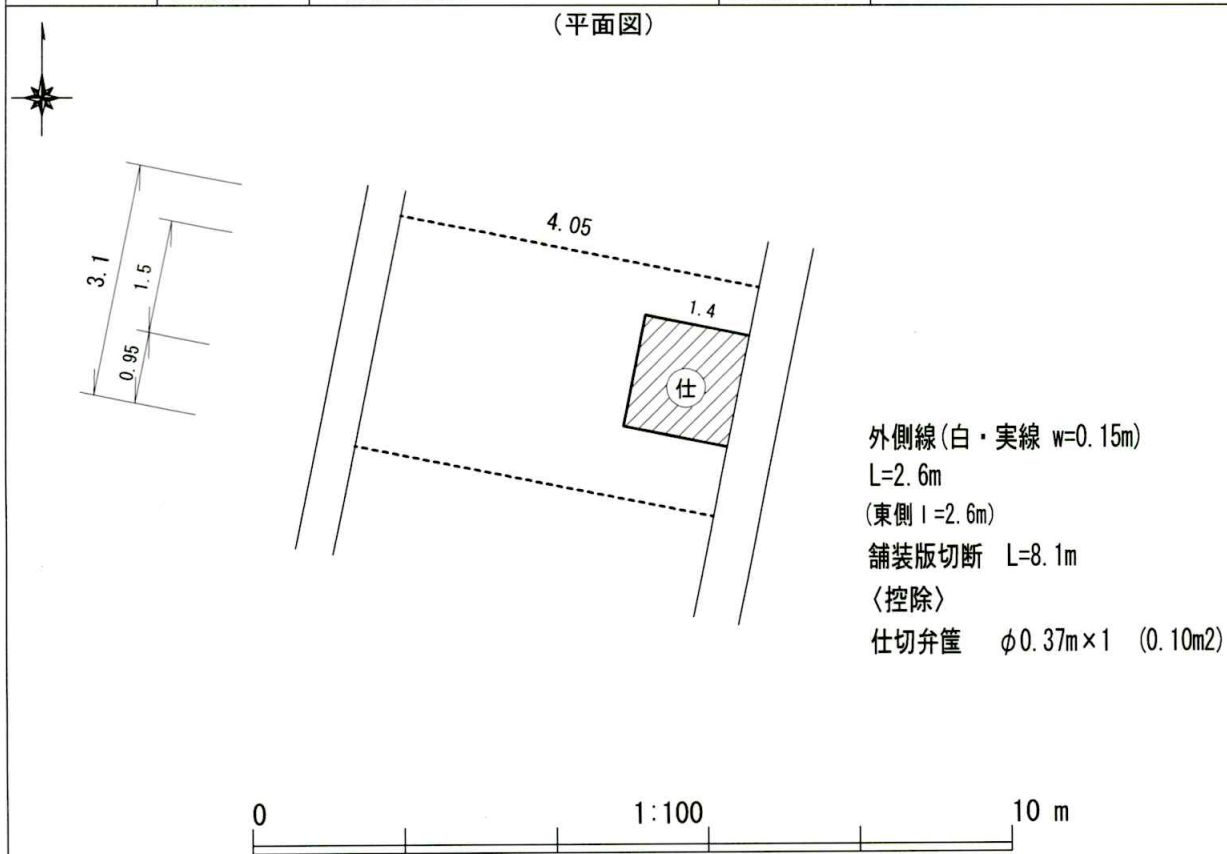 (平面図)
4.05
3.1
1.5
1.4
0.95
仕
外側線(白・実線 w=0.15m)
L=2.6m
(東側 l=2.6m)
舗装版切断 L=8.1m
〈控除〉
仕切弁筐 φ0.37m×1 (0.10m2)
0 1:100 10 m